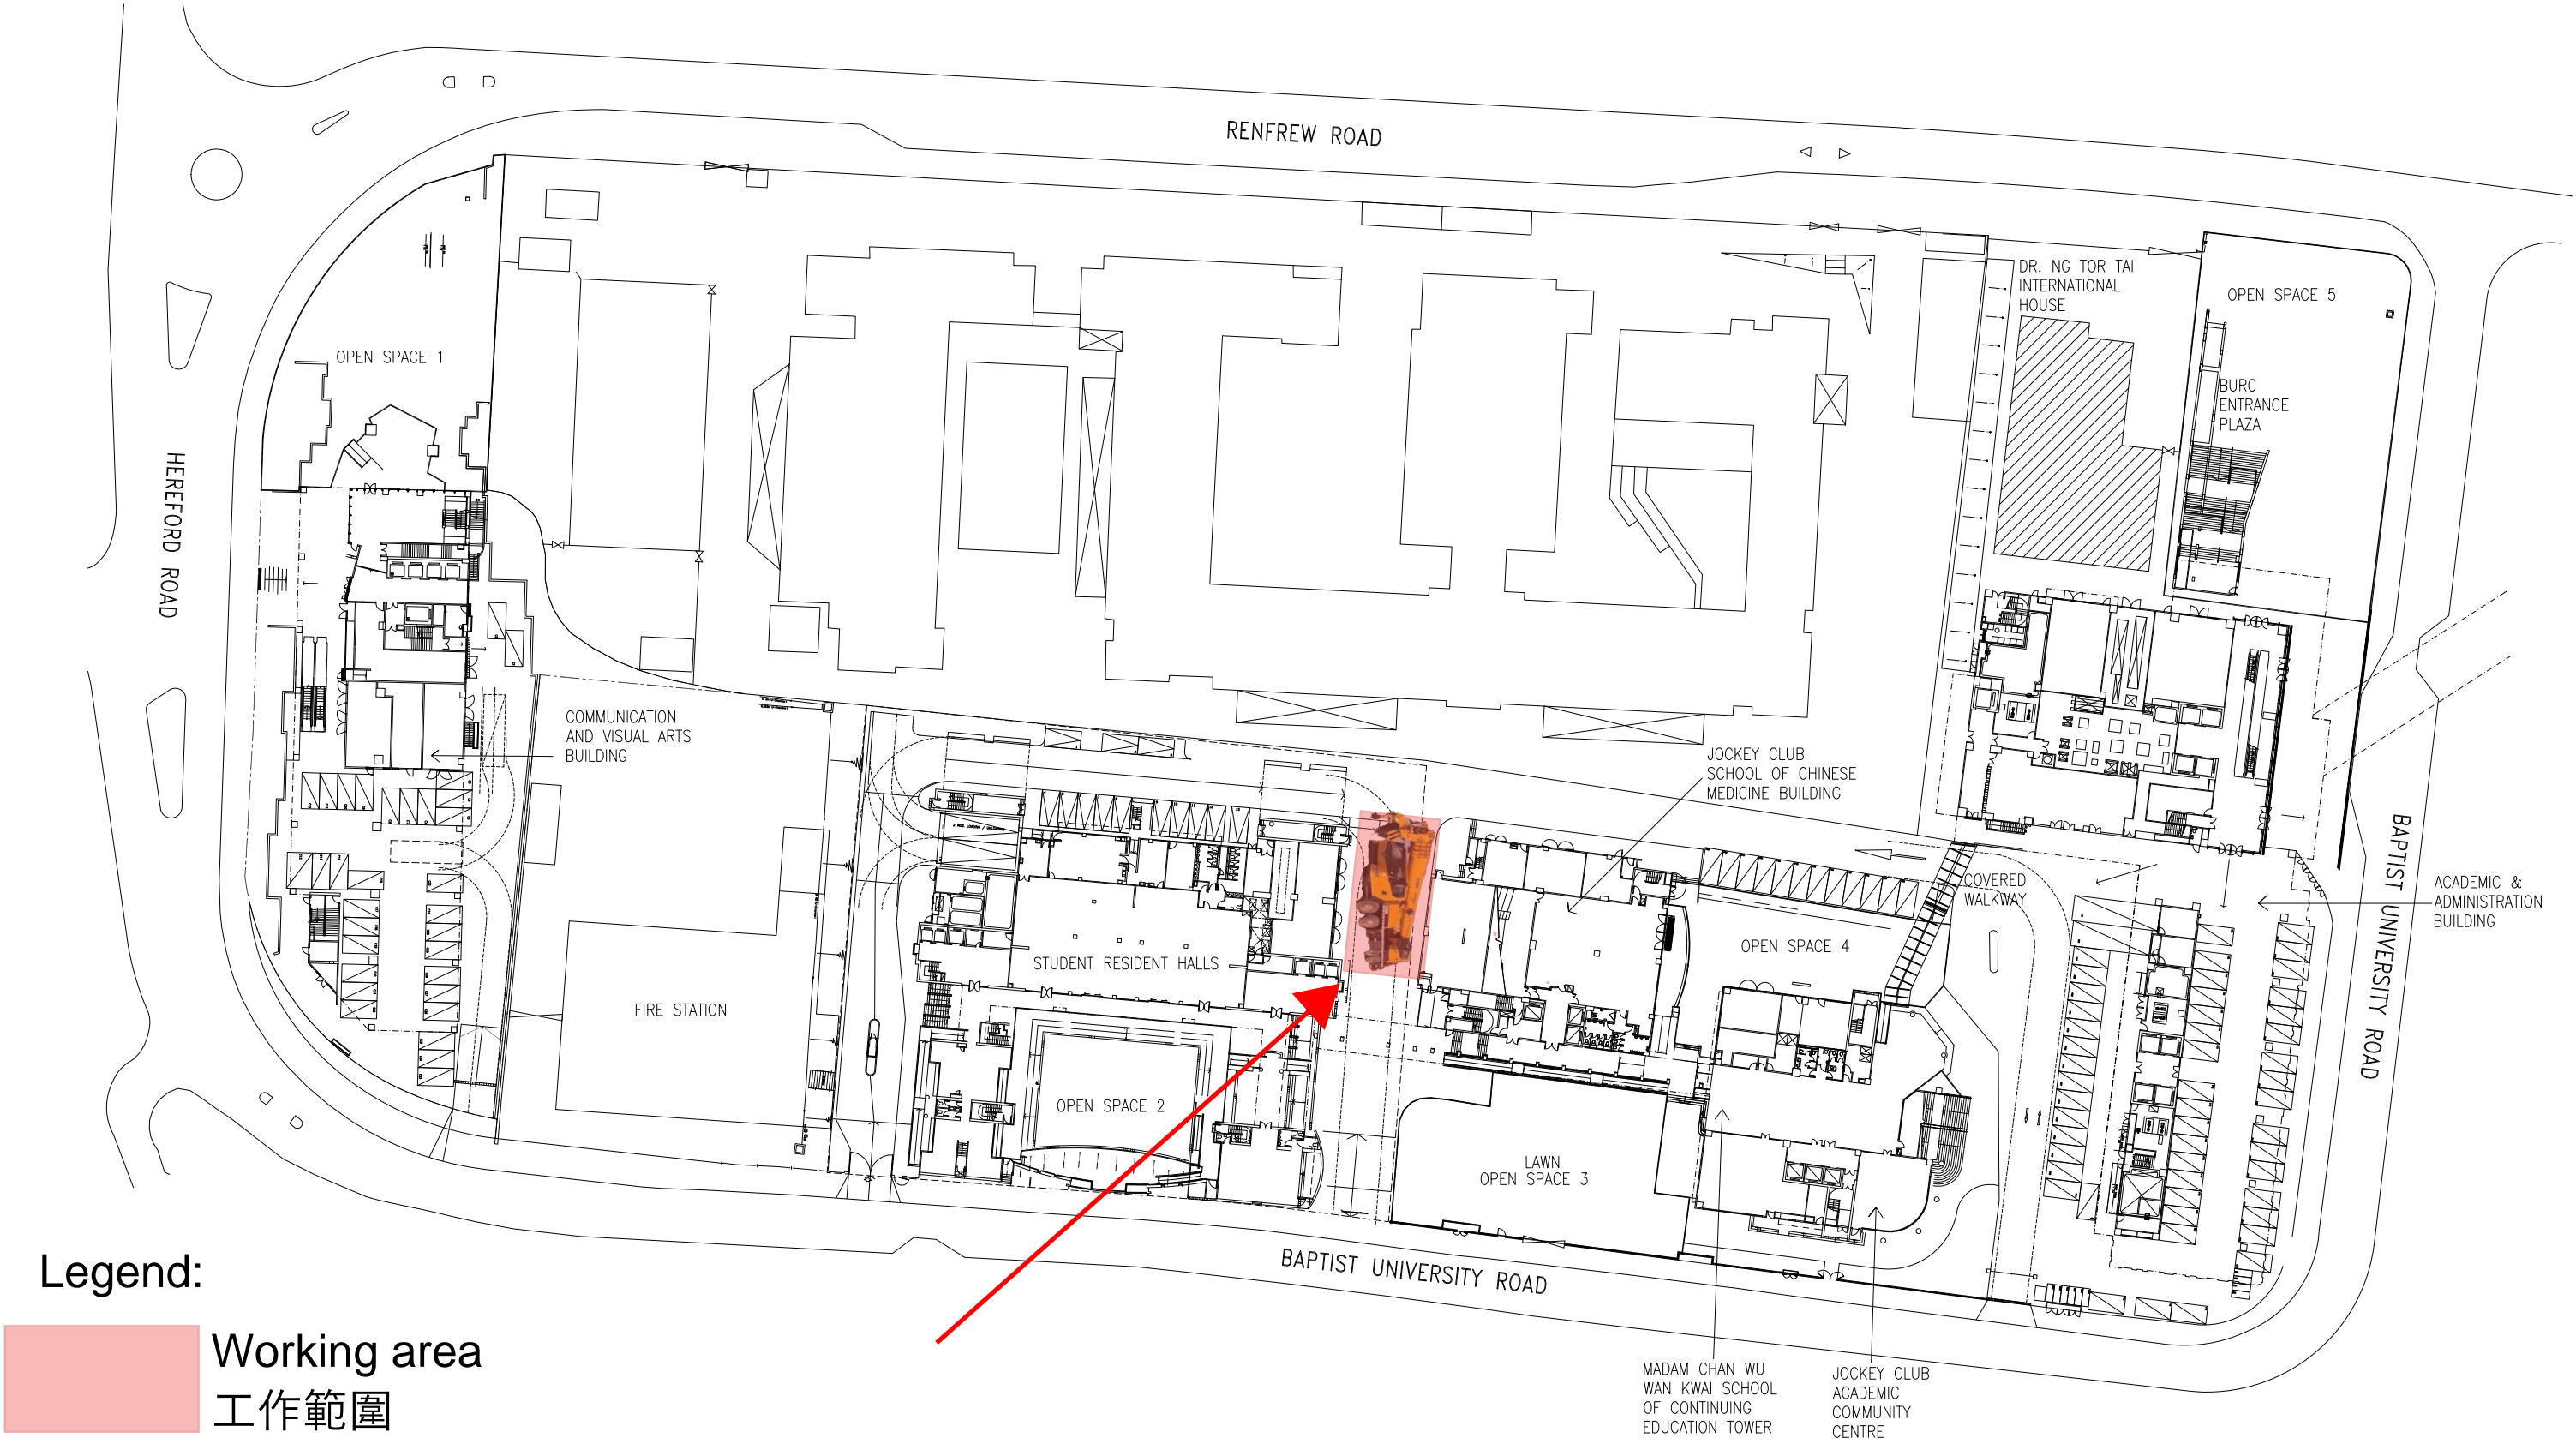 RENFREW ROAD
DR. NG TOR TAI
INTERNATIONAL
HOUSE
OPEN SPACE 5
OPEN SPACE 1
BURC
ENTRANCE
PLAZA
HEREFORD ROAD
COMMUNICATION
AND VISUAL ARTS
BUILDING
JOCKEY CLUB
SCHOOL OF CHINESE
MEDICINE BUILDING
COVERED
WALKWAY
BAPTIST UNIVERSITY ROAD
ACADEMIC &
ADMINISTRATION
BUILDING
OPEN SPACE 4
STUDENT RESIDENT HALLS
FIRE STATION
OPEN SPACE 2
LAWN
OPEN SPACE 3
BAPTIST UNIVERSITY ROAD
Legend:
Working area
工作範圍
MADAM CHAN WU
WAN KWAI SCHOOL
OF CONTINUING
EDUCATION TOWER
JOCKEY CLUB
ACADEMIC
COMMUNITY
CENTRE